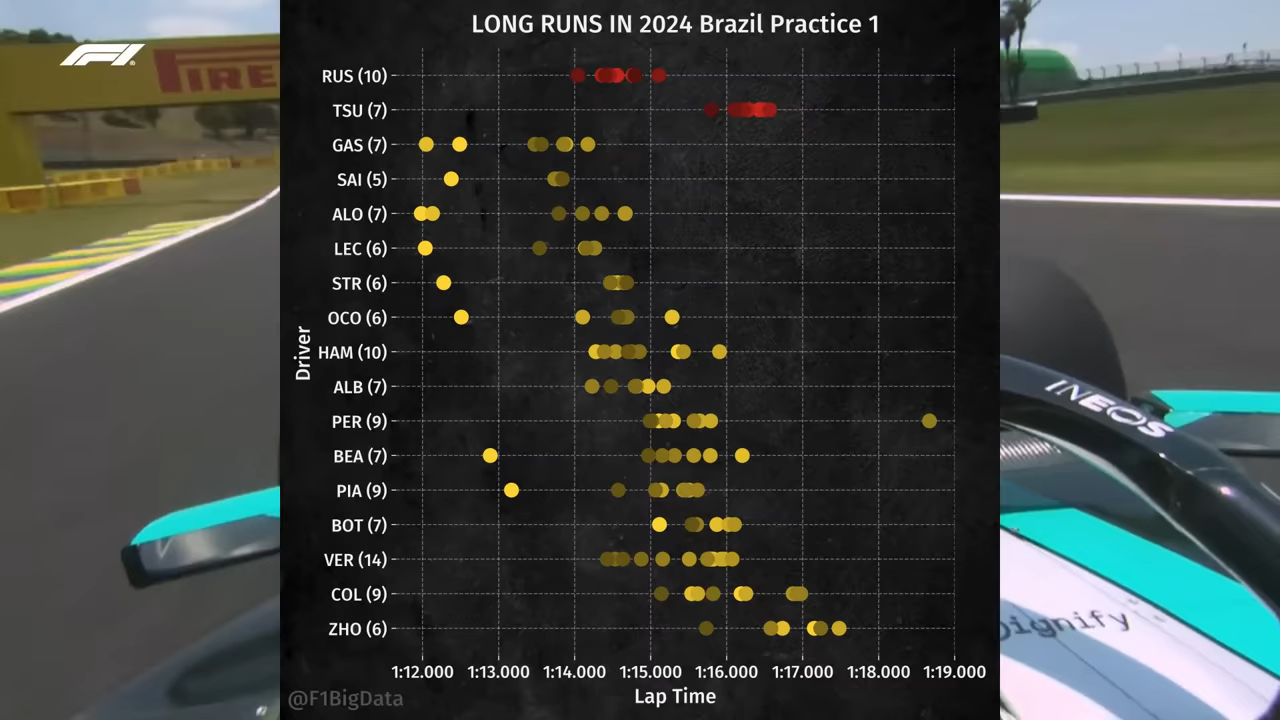 LONG RUNS IN 2024 Brazil Practice 1
F1
PIRE
RUS (10)
TSU (7)
GAS (7)
SAI (5)
ALO (7)
LEC (6)
STR (6)
OCO (6)
HAM (10)
ALB (7)
PER (9)
BEA (7)
PIA (9)
BOT (7)
VER (14)
COL (9)
ZHO (6)
Driver
1:12.000 1:13.000 1:14.000 1:15.000 1:16.000 1:17.000 1:18.000 1:19.000
Lap Time
@F1BigData
INEOS
Dignify